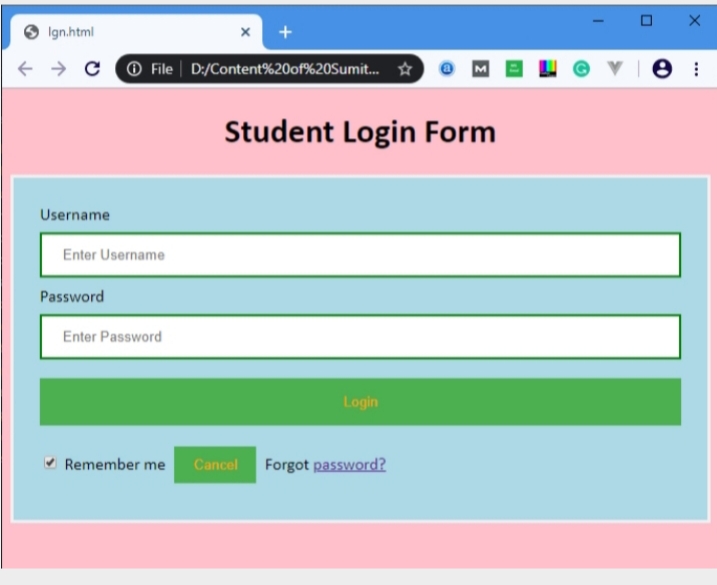 lgn.html
File D:/Content%20of%20Sumit...
Student Login Form
Username
Enter Username
Password
Enter Password
Login
Remember me Cancel Forgot password?